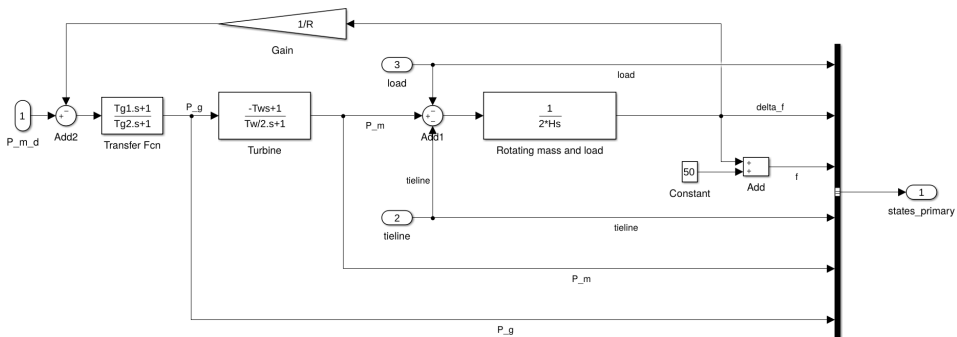 1/R
Gain
3
load
load
1
P_m_d
+
−
Add2
Tg1.s+1
Tg2.s+1
Transfer Fcn
P_g
-Tws+1
Tw/2.s+1
Turbine
P_m
+
−
−
Add1
1
2*Hs
Rotating mass and load
delta_f
50
Constant
+
+
Add
f
tieline
2
tieline
tieline
1
states_primary
P_m
P_g